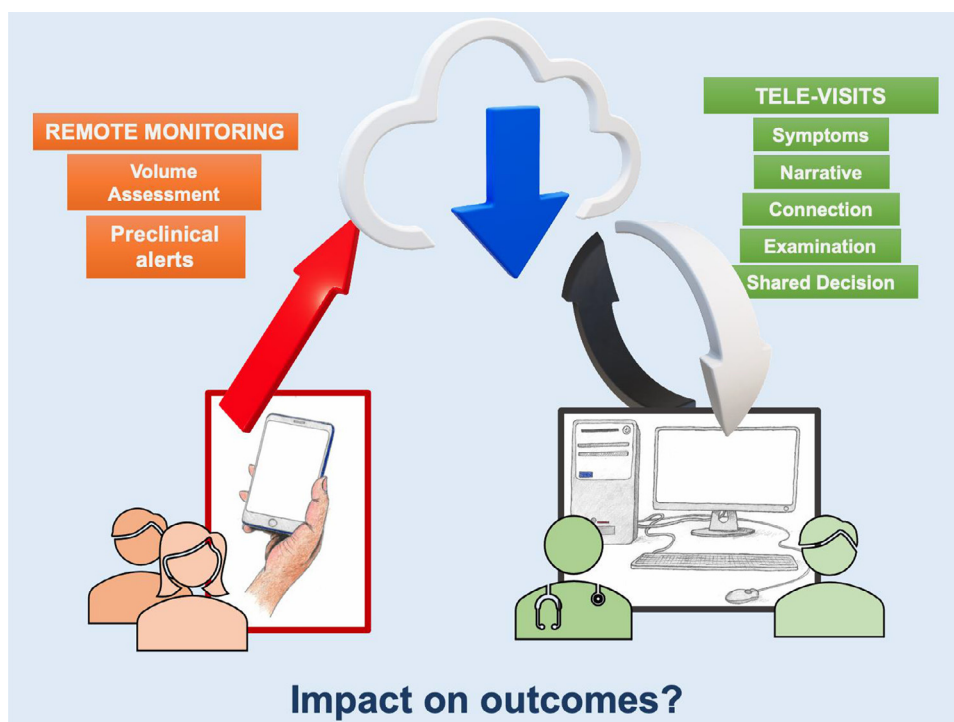 REMOTE MONITORING
Volume
Assessment
Preclinical
alerts
TELE-VISITS
Symptoms
Narrative
Connection
Examination
Shared Decision
Impact on outcomes?